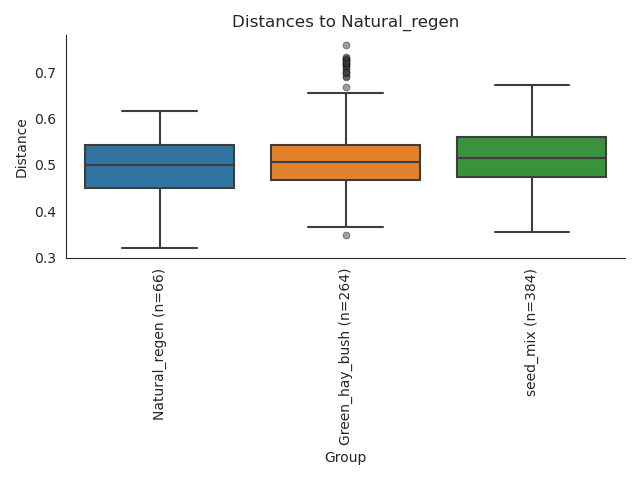 Distances to Natural_regen
Distance
0.7
0.6
0.5
0.4
0.3
Natural_regen (n=66)
Green_hay_bush (n=264)
seed_mix (n=384)
Group